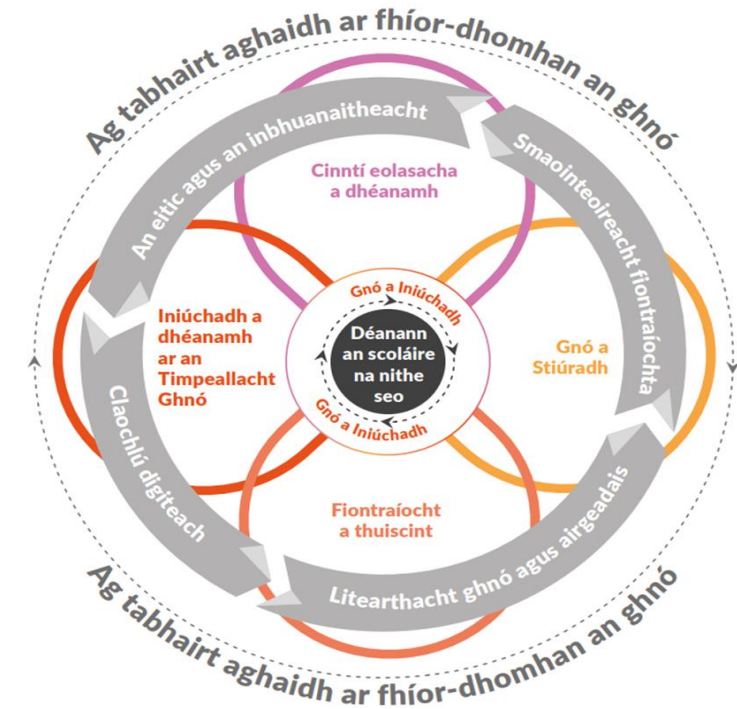 Ag tabhairt aghaidh ar fhíor-dhomhan an ghnó
An eitic agus an inbhuanaitheacht
Smaointeoireacht fiontraíochta
Cinntí eolasacha
a dhéanamh
Gnó a Iniúchadh
Iniúchadh a
dhéanamh
ar an
Timpeallacht
Ghnó
Déanann
an scoláire
na nithe
seo
Gnó a
Stiúradh
Gnó a Iniúchadh
Claochlú digiteach
Fiontraíocht
a thuiscint
Litearthacht ghnó agus airgeadais
Ag tabhairt aghaidh ar fhíor-dhomhan an ghnó